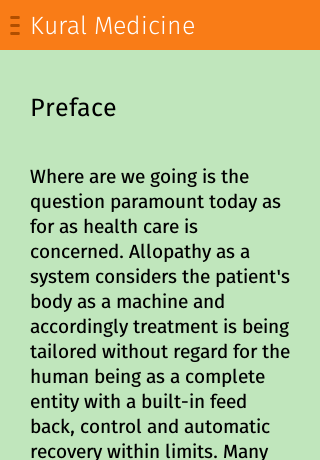 Kural Medicine
Preface
Where are we going is the
question paramount today as
for as health care is
concerned. Allopathy as a
system considers the patient's
body as a machine and
accordingly treatment is being
tailored without regard for the
human being as a complete
entity with a built-in feed
back, control and automatic
recovery within limits. Many